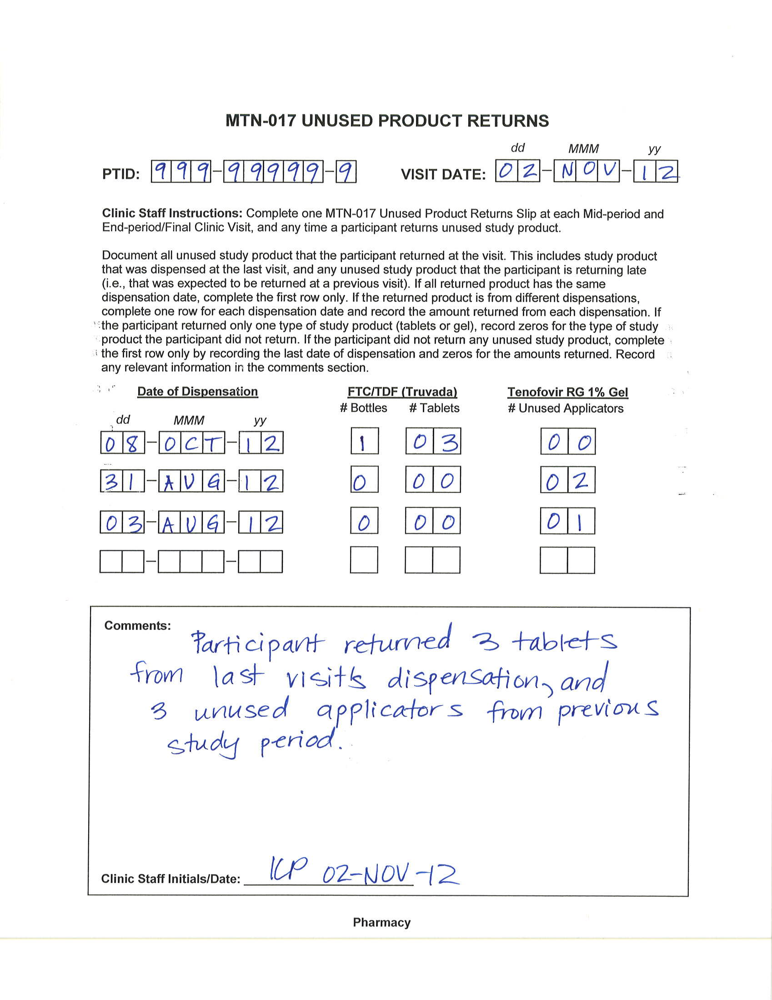 MTN-017 UNUSED PRODUCT RETURNS
dd MMM yy
PTID: 999-99999-9 VISIT DATE: 02-NOV-12
Clinic Staff Instructions: Complete one MTN-017 Unused Product Returns Slip at each Mid-period and
End-period/Final Clinic Visit, and any time a participant returns unused study product.
Document all unused study product that the participant returned at the visit. This includes study product
that was dispensed at the last visit, and any unused study product that the participant is returning late
(i.e., that was expected to be returned at a previous visit). If all returned product has the same
dispensation date, complete the first row only. If the returned product is from different dispensations,
complete one row for each dispensation date and record the amount returned from each dispensation. If
the participant returned only one type of study product (tablets or gel), record zeros for the type of study
product the participant did not return. If the participant did not return any unused study product, complete
the first row only by recording the last date of dispensation and zeros for the amounts returned. Record
any relevant information in the comments section.
Date of Dispensation FTC/TDF (Truvada) Tenofovir RG 1% Gel
# Bottles # Tablets # Unused Applicators
dd MMM yy
08-OCT-12 1 03 00
31-AUG-12 0 00 02
03-AUG-12 0 00 01
Comments:
Participant returned 3 tablets
from last visit's dispensation, and
3 unused applicators from previous
study period.
Clinic Staff Initials/Date: KP 02-NOV-12
Pharmacy